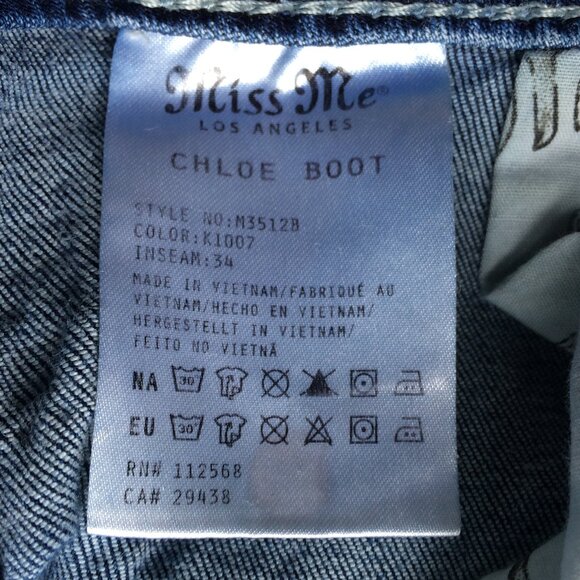 Miss Me®
LOS ANGELES
CHLOE BOOT
STYLE NO:M3512B
COLOR:K1007
INSEAM:34
MADE IN VIETNAM/FABRIQUÉ AU
VIETNAM/HECHO EN VIETNAM/
HERGESTELLT IN VIETNAM/
FEITO NO VIETNÃ
NA 30
EU 30
RN# 112568
CA# 29438